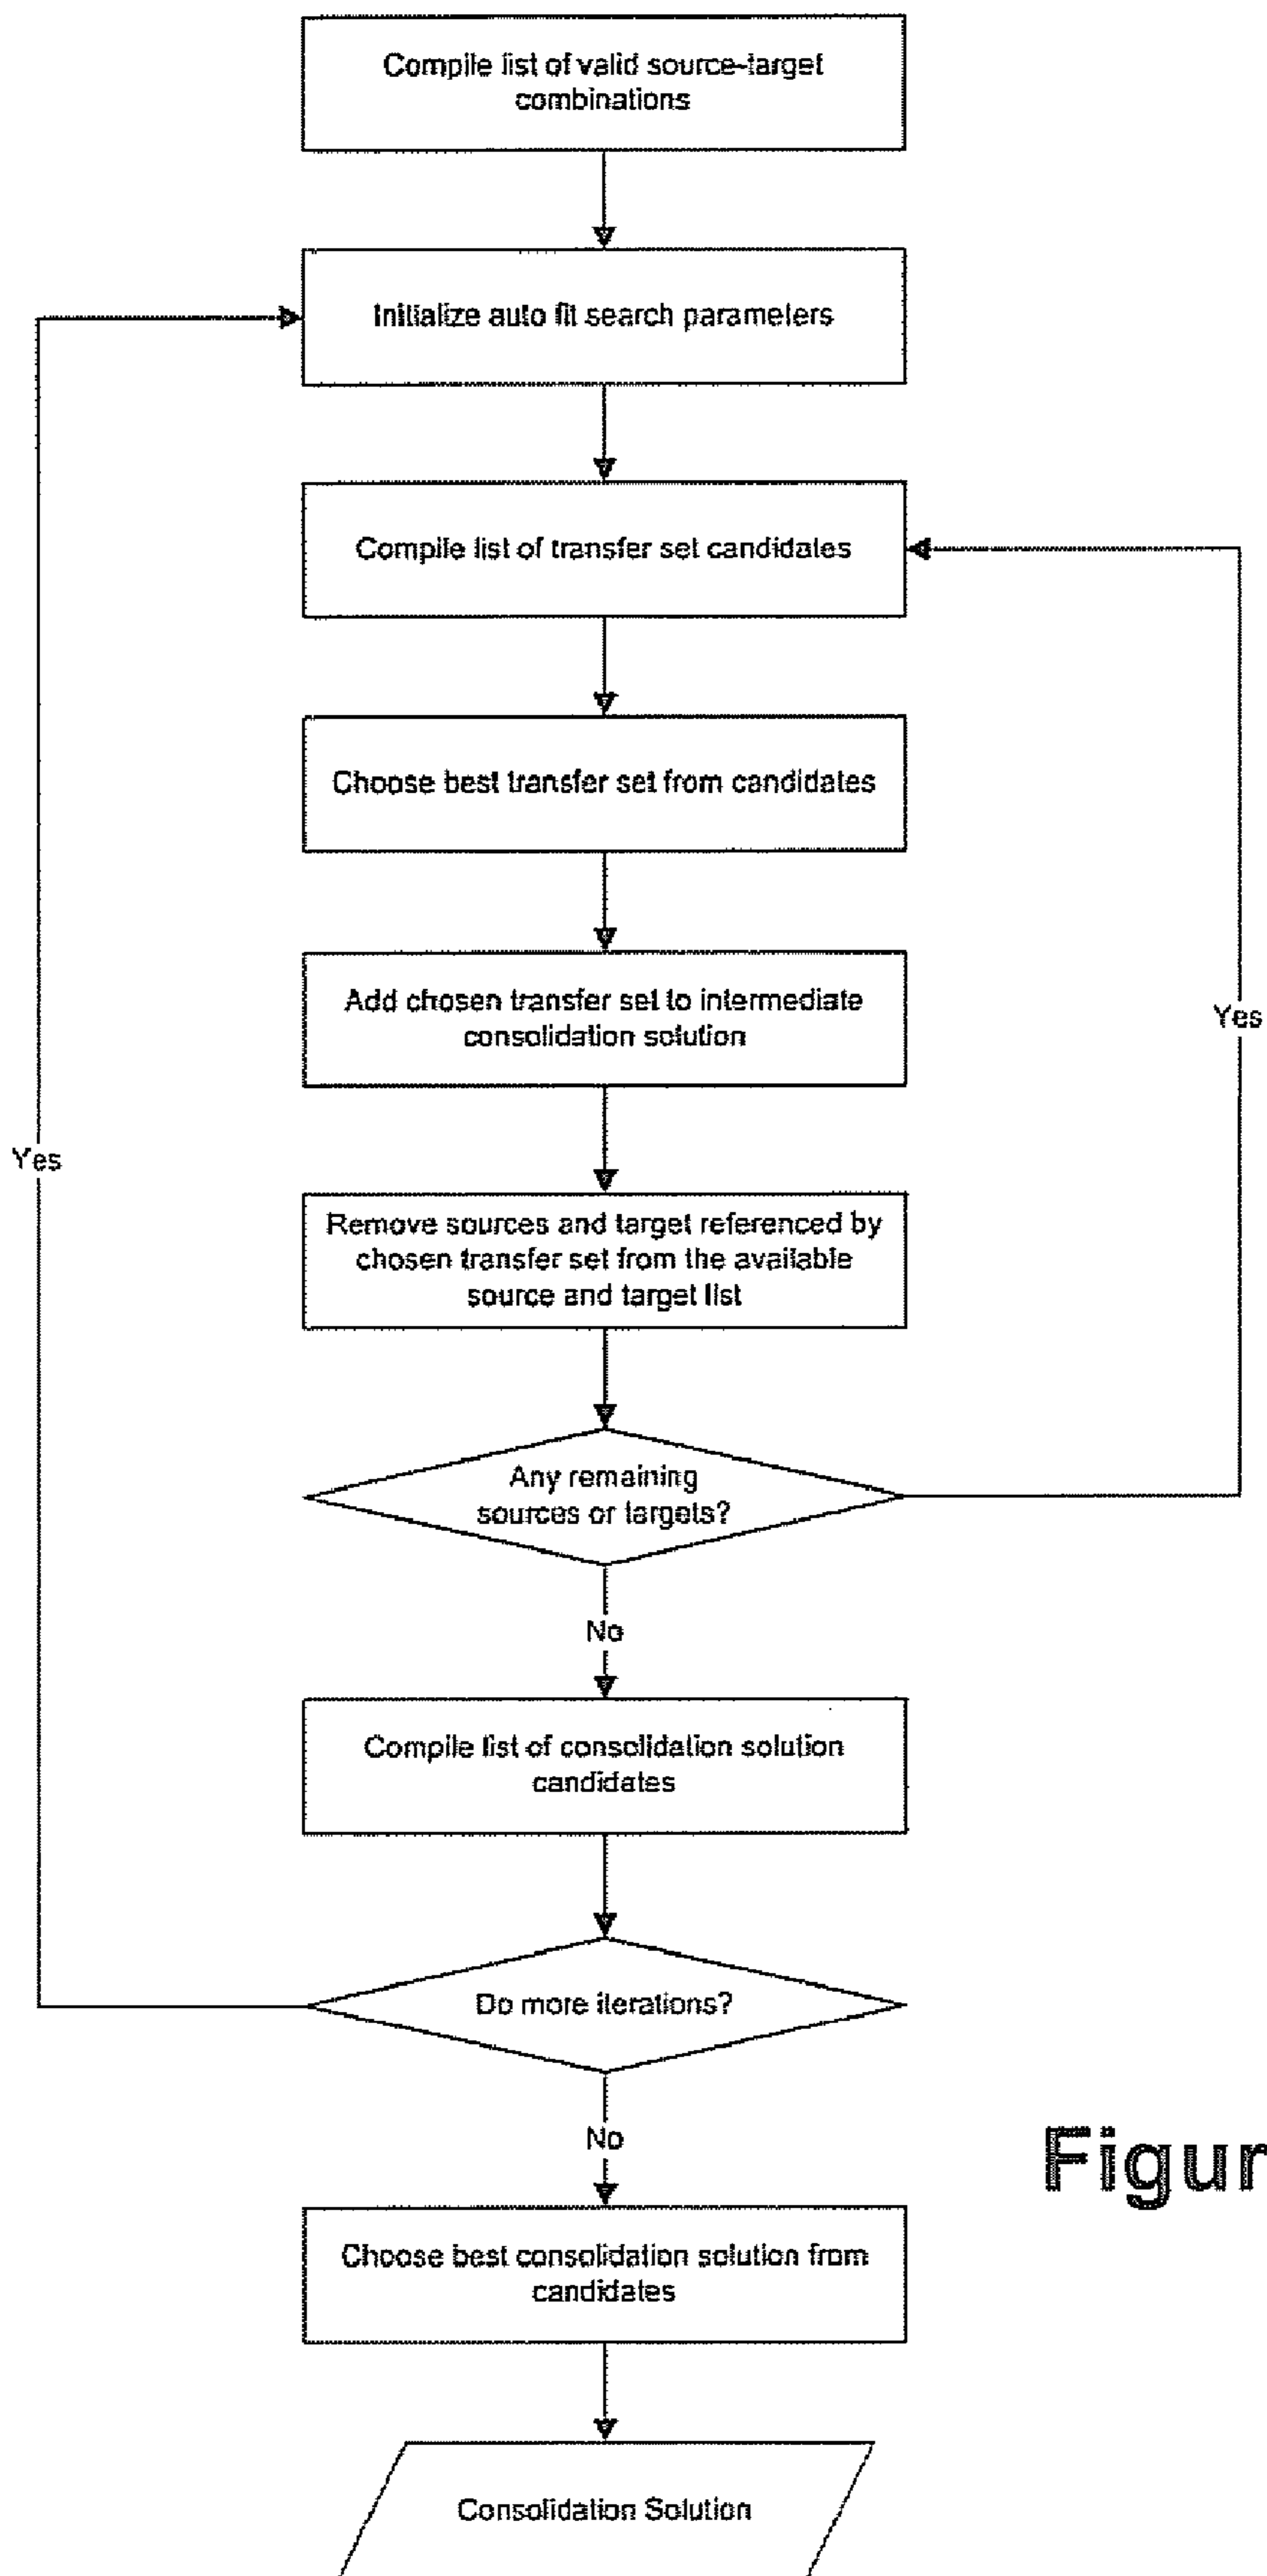 Compile list of valid source-target
combinations
Initialize auto fit search parameters
Compile list of transfer set candidates
Choose best transfer set from candidates
Add chosen transfer set to intermediate
consolidation solution
Yes
Yes
Remove sources and target referenced by
chosen transfer set from the available
source and target list
Any remaining
sources or targets?
No
Compile list of consolidation solution
candidates
Do more iterations?
No
Figur
Choose best consolidation solution from
candidates
Consolidation Solution